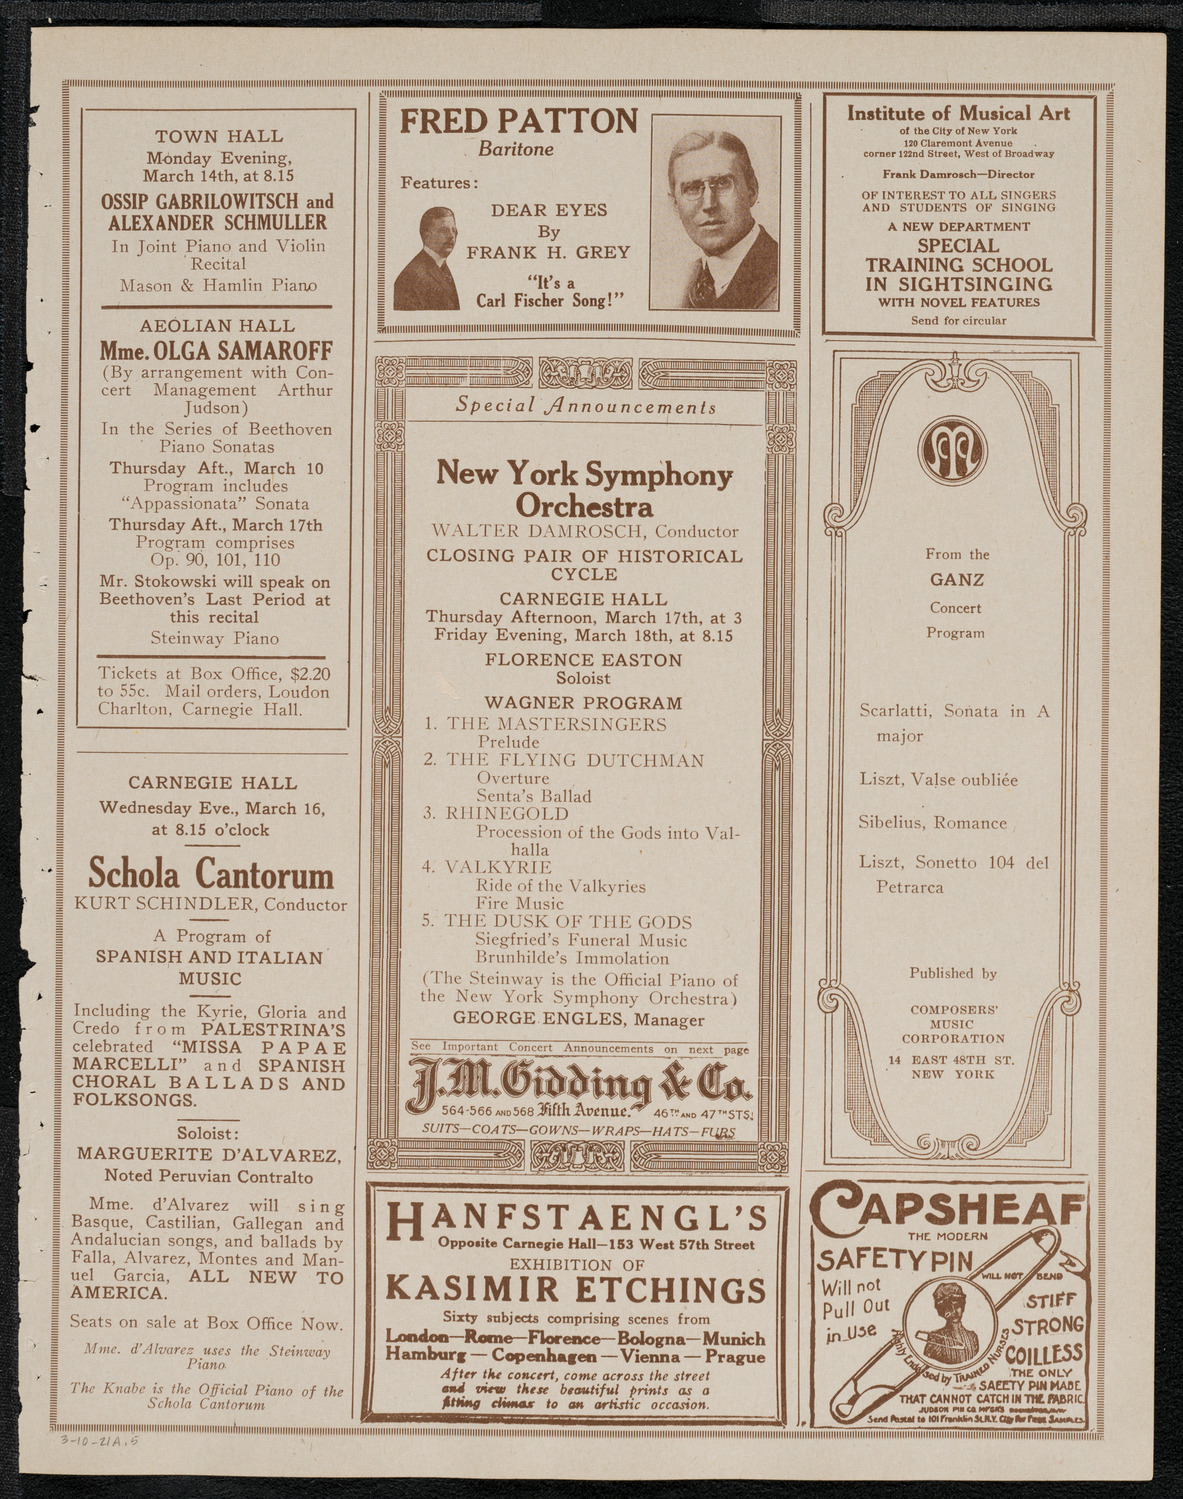 TOWN HALL
Monday Evening,
March 14th, at 8.15
OSSIP GABRILOWITSCH and
ALEXANDER SCHMULLER
In Joint Piano and Violin
Recital
Mason & Hamlin Piano
AEOLIAN HALL
Mme. OLGA SAMAROFF
(By arrangement with Con-
cert Management Arthur
Judson)
In the Series of Beethoven
Piano Sonatas
Thursday Aft., March 10
Program includes
"Appassionata" Sonata
Thursday Aft., March 17th
Program comprises
Op. 90, 101, 110
Mr. Stokowski will speak on
Beethoven's Last Period at
this recital
Steinway Piano
Tickets at Box Office, $2.20
to 55c. Mail orders, Loudon
Charlton, Carnegie Hall.
CARNEGIE HALL
Wednesday Eve., March 16,
at 8.15 o'clock
Schola Cantorum
KURT SCHINDLER, Conductor
A Program of
SPANISH AND ITALIAN
MUSIC
Including the Kyrie, Gloria and
Credo from PALESTRINA'S
celebrated "MISSA PAPAE
MARCELLI" and SPANISH
CHORAL BALLADS AND
FOLKSONGS.
Soloist:
MARGUERITE D'ALVAREZ,
Noted Peruvian Contralto
Mme. d'Alvarez will sing
Basque, Castilian, Gallegan and
Andalucian songs, and ballads by
Falla, Alvarez, Montes and Man-
uel Garcia, ALL NEW TO
AMERICA.
Seats on sale at Box Office Now.
Mme. d'Alvarez uses the Steinway
Piano
The Knabe is the Official Piano of the
Schola Cantorum
FRED PATTON
Baritone
Features:
DEAR EYES
By
FRANK H. GREY
"It's a
Carl Fischer Song!"
Special Announcements
New York Symphony
Orchestra
WALTER DAMROSCH, Conductor
CLOSING PAIR OF HISTORICAL
CYCLE
CARNEGIE HALL
Thursday Afternoon, March 17th, at 3
Friday Evening, March 18th, at 8.15
FLORENCE EASTON
Soloist
WAGNER PROGRAM
1. THE MASTERSINGERS
Prelude
2. THE FLYING DUTCHMAN
Overture
Senta's Ballad
3. RHINEGOLD
Procession of the Gods into Val-
halla
4. VALKYRIE
Ride of the Valkyries
Fire Music
5. THE DUSK OF THE GODS
Siegfried's Funeral Music
Brunhilde's Immolation
(The Steinway is the Official Piano of
the New York Symphony Orchestra)
GEORGE ENGLES, Manager
See Important Concert Announcements on next page
J.M. Gidding & Co.
564-566 AND 568 Fifth Avenue. 46TH AND 47TH STS.
SUITS—COATS—GOWNS—WRAPS—HATS—FURS
HANFSTAENGL'S
Opposite Carnegie Hall—153 West 57th Street
EXHIBITION OF
KASIMIR ETCHINGS
Sixty subjects comprising scenes from
London—Rome—Florence—Bologna—Munich
Hamburg—Copenhagen—Vienna—Prague
After the concert, come across the street
and view these beautiful prints as a
fitting climax to an artistic occasion.
Institute of Musical Art
of the City of New York
120 Claremont Avenue
corner 122nd Street, West of Broadway
Frank Damrosch—Director
OF INTEREST TO ALL SINGERS
AND STUDENTS OF SINGING
A NEW DEPARTMENT
SPECIAL
TRAINING SCHOOL
IN SIGHTSINGING
WITH NOVEL FEATURES
Send for circular
From the
GANZ
Concert
Program
Scarlatti, Sonata in A
major
Liszt, Valse oubliée
Sibelius, Romance
Liszt, Sonetto 104 del
Petrarca
Published by
COMPOSERS'
MUSIC
CORPORATION
14 EAST 48TH ST.
NEW YORK
CAPSHEAF
THE MODERN
SAFETY PIN
WILL NOT BEND
Will not
Pull Out
in Use
STIFF
STRONG
COILLESS
Highly Endorsed by TRAINED NURSES
THE ONLY
SAFETY PIN MADE
THAT CANNOT CATCH IN THE FABRIC.
JUDSON PIN CO. MFGR'S
Send Postal to 101 Franklin St. N.Y. City for Free Samples.
3-10-21A.5